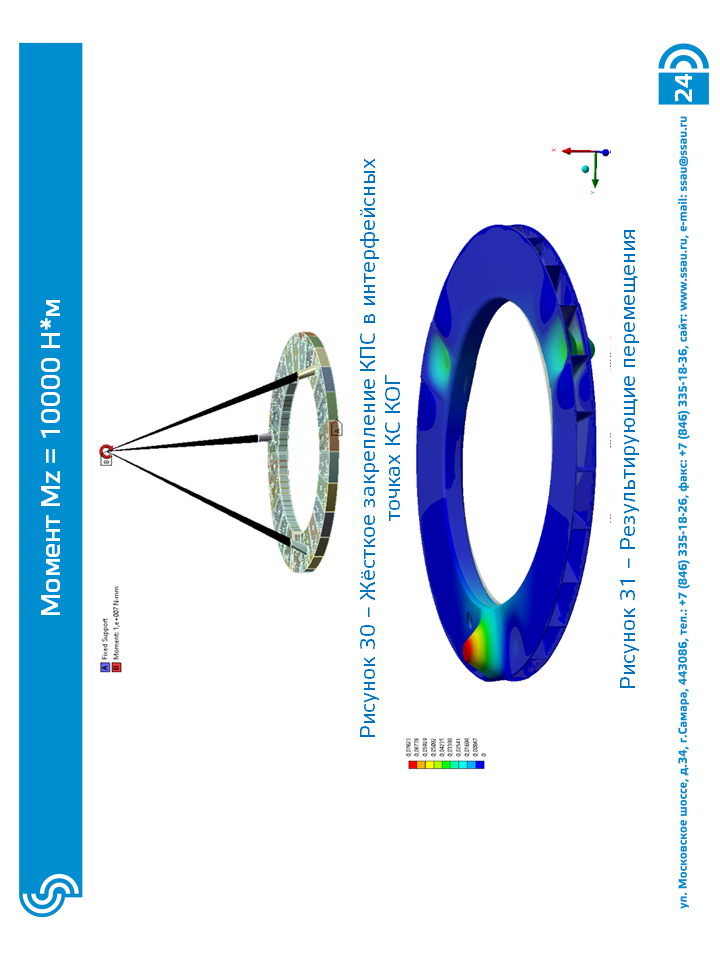 Момент Mz = 10000 Н*м
A Fixed Support
B Moment: 1,e+007 N·mm
B
A
Рисунок 30 – Жёсткое закрепление КПС в интерфейсных
точках КС КОГ
0,07623
0,06776
0,05929
0,05082
0,04235
0,03388
0,02541
0,01694
0,00847
0
X
Y
Рисунок 31 – Результирующие перемещения
ул. Московское шоссе, д.34, г.Самара, 443086, тел.: +7 (846) 335-18-26, факс: +7 (846) 335-18-36, сайт: www.ssau.ru, e-mail: ssau@ssau.ru
24